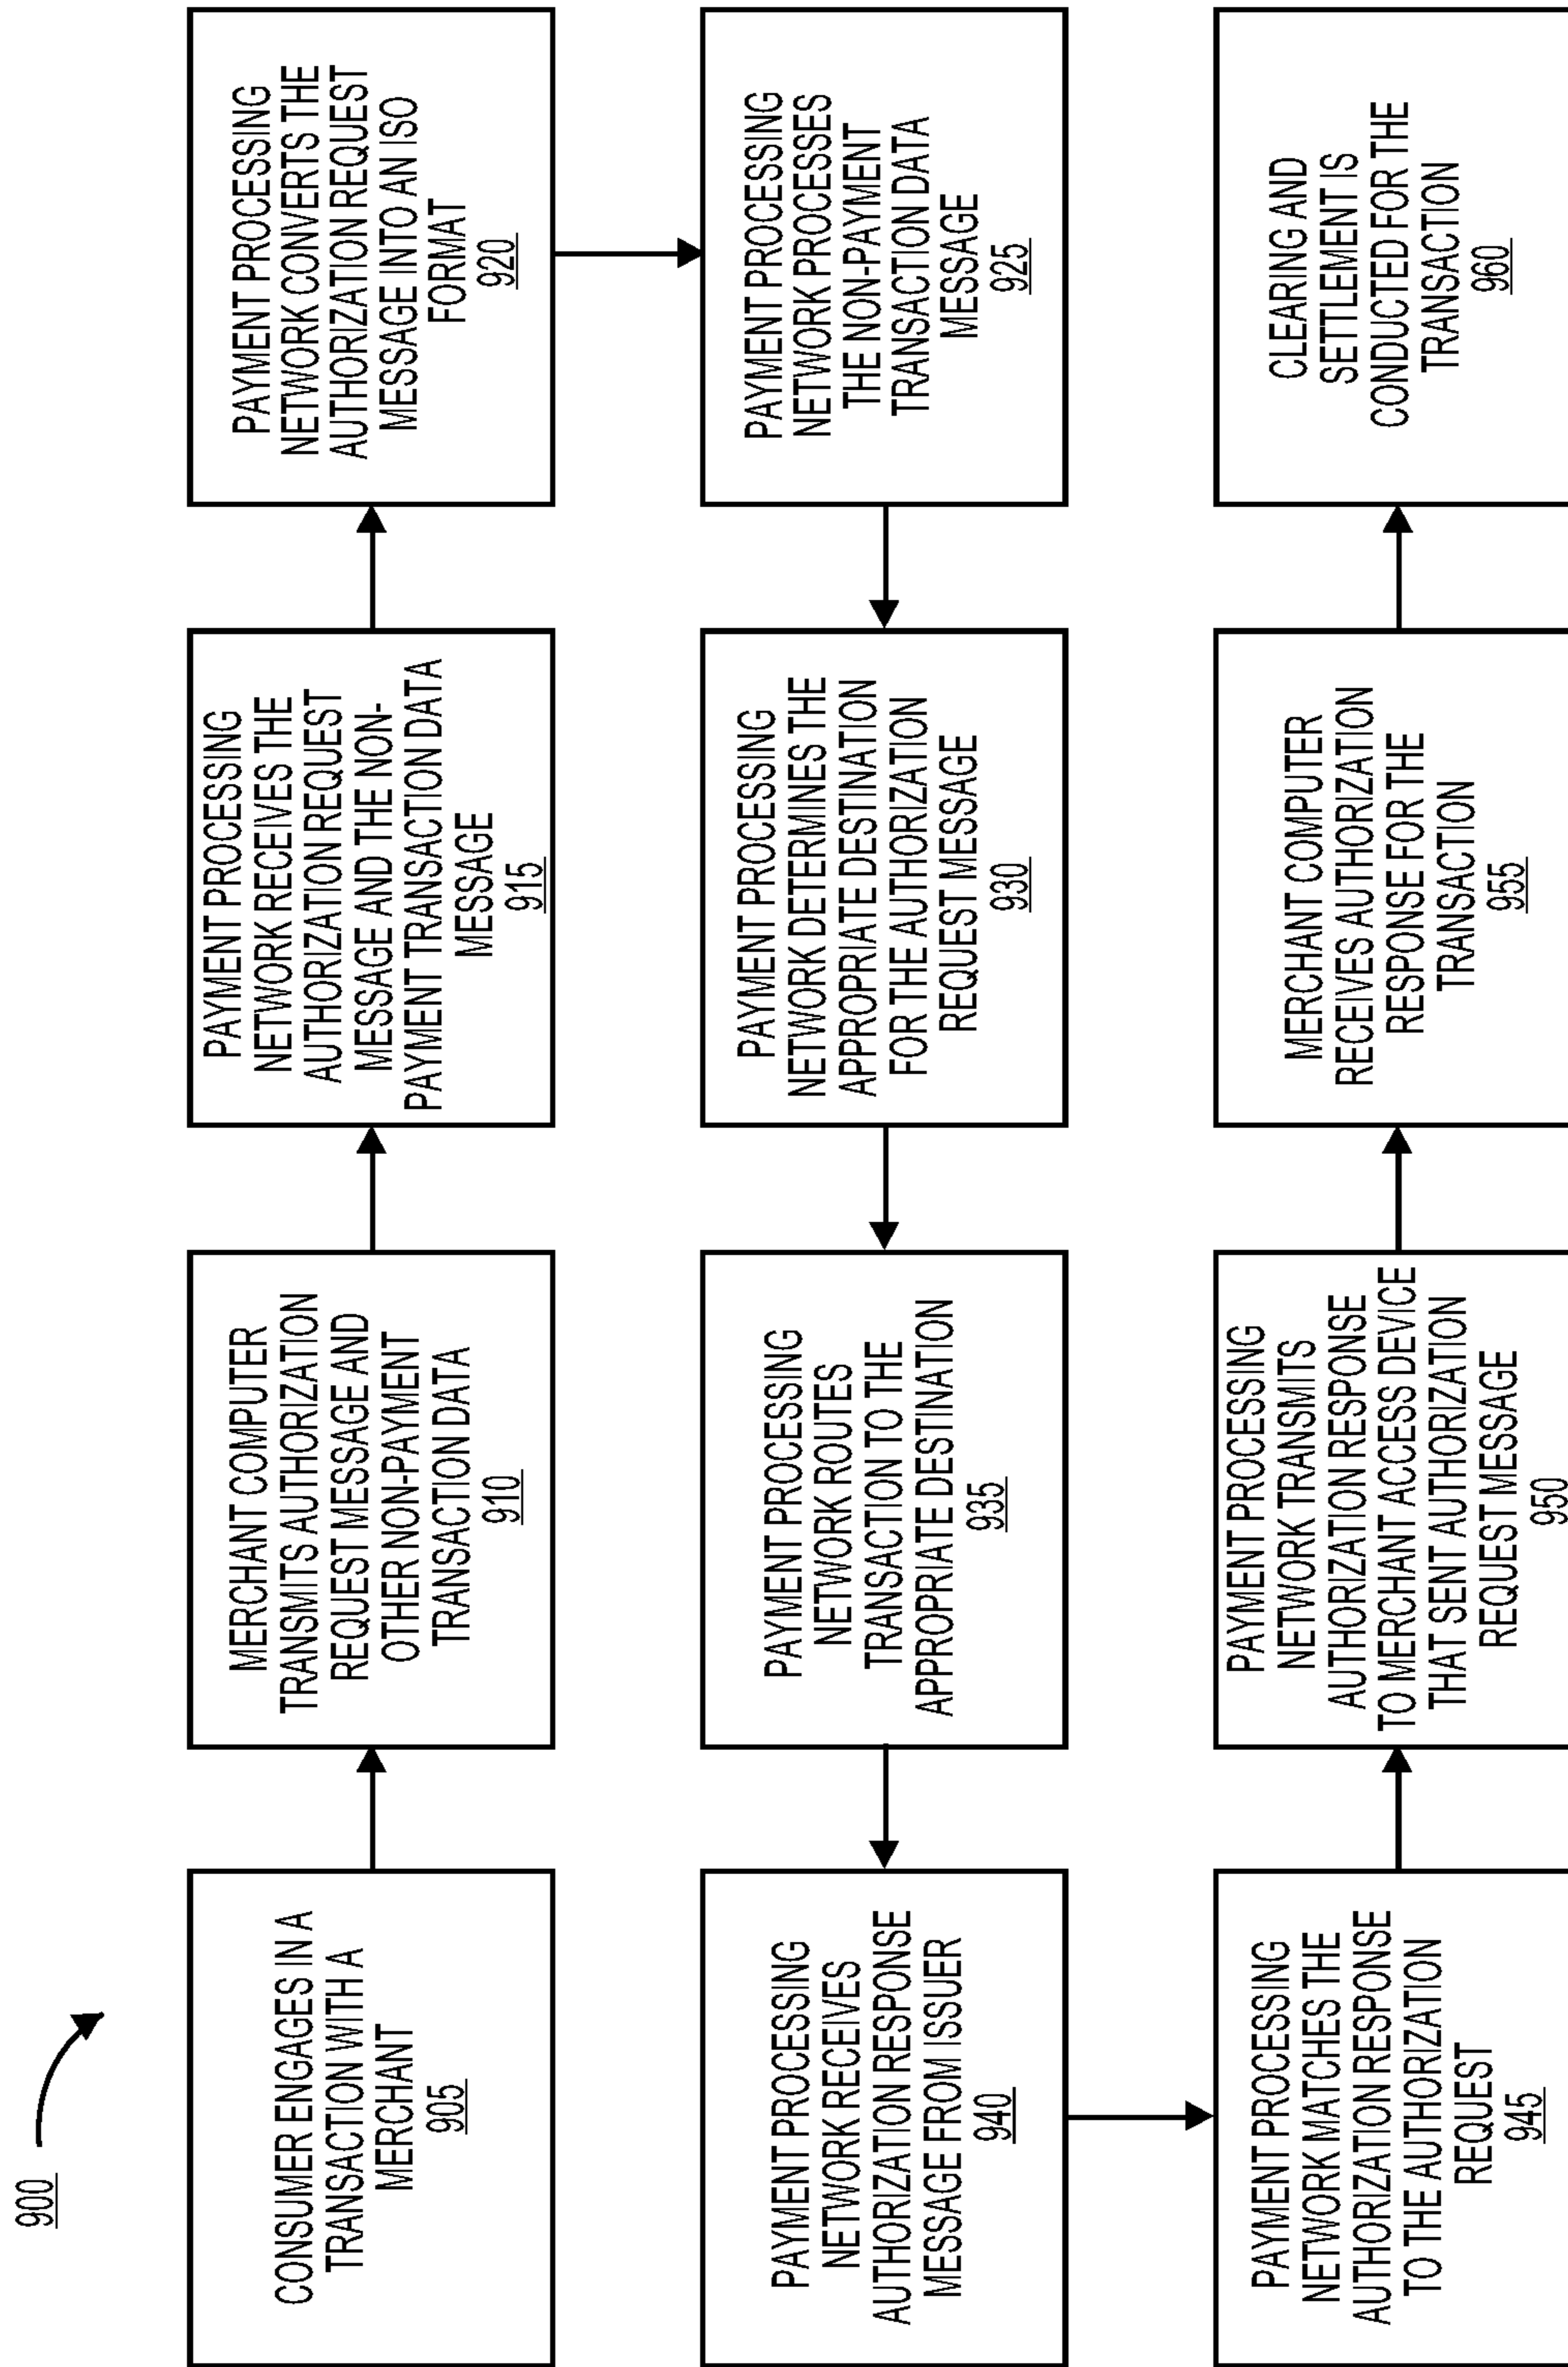 900
CONSUMER ENGAGES IN A
TRANSACTION WITH A
MERCHANT
905
MERCHANT COMPUTER
TRANSMITS AUTHORIZATION
REQUEST MESSAGE AND
OTHER NON-PAYMENT
TRANSACTION DATA
910
PAYMENT PROCESSING
NETWORK RECEIVES THE
AUTHORIZATION REQUEST
MESSAGE AND THE NON-
PAYMENT TRANSACTION DATA
MESSAGE
915
PAYMENT PROCESSING
NETWORK CONVERTS THE
AUTHORIZATION REQUEST
MESSAGE INTO AN ISO
FORMAT
920
PAYMENT PROCESSING
NETWORK PROCESSES
THE NON-PAYMENT
TRANSACTION DATA
MESSAGE
925
PAYMENT PROCESSING
NETWORK DETERMINES THE
APPROPRIATE DESTINATION
FOR THE AUTHORIZATION
REQUEST MESSAGE
930
PAYMENT PROCESSING
NETWORK ROUTES
TRANSACTION TO THE
APPROPRIATE DESTINATION
935
PAYMENT PROCESSING
NETWORK RECEIVES
AUTHORIZATION RESPONSE
MESSAGE FROM ISSUER
940
PAYMENT PROCESSING
NETWORK MATCHES THE
AUTHORIZATION RESPONSE
TO THE AUTHORIZATION
REQUEST
945
PAYMENT PROCESSING
NETWORK TRANSMITS
AUTHORIZATION RESPONSE
TO MERCHANT ACCESS DEVICE
THAT SENT AUTHORIZATION
REQUEST MESSAGE
950
MERCHANT COMPUTER
RECEIVES AUTHORIZATION
RESPONSE FOR THE
TRANSACTION
955
CLEARING AND
SETTLEMENT IS
CONDUCTED FOR THE
TRANSACTION
960